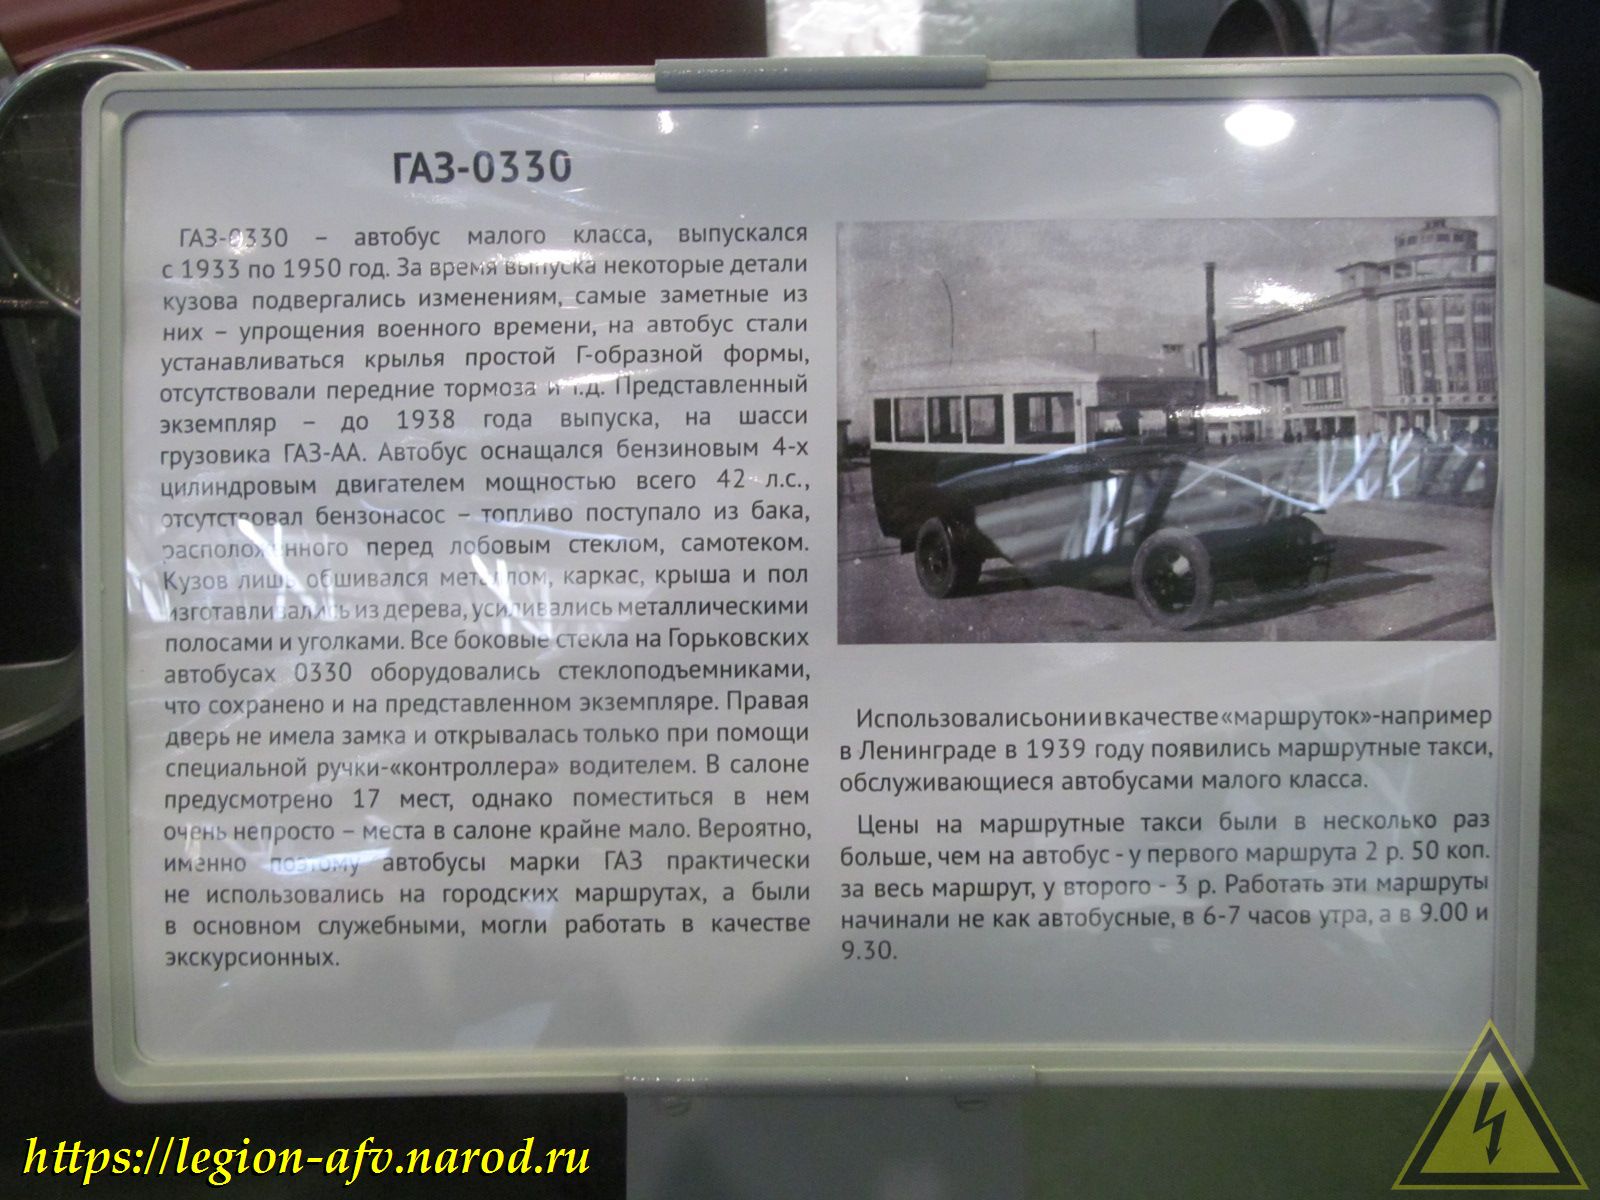 ГАЗ-0330
ГАЗ-0330 – автобус малого класса, выпускался
с 1933 по 1950 год. За время выпуска некоторые детали
кузова подвергались изменениям, самые заметные из
них – упрощения военного времени, на автобус стали
устанавливаться крылья простой Г-образной формы,
отсутствовали передние тормоза и т.д. Представленный
экземпляр – до 1938 года выпуска, на шасси
грузовика ГАЗ-АА. Автобус оснащался бензиновым 4-х
цилиндровым двигателем мощностью всего 42 л.с.,
отсутствовал бензонасос – топливо поступало из бака,
расположенного перед лобовым стеклом, самотеком.
Кузов лишь обшивался металлом, каркас, крыша и пол
изготавливались из дерева, усиливались металлическими
полосами и уголками. Все боковые стекла на Горьковских
автобусах 0330 оборудовались стеклоподъемниками,
что сохранено и на представленном экземпляре. Правая
дверь не имела замка и открывалась только при помощи
специальной ручки-«контроллера» водителем. В салоне
предусмотрено 17 мест, однако поместиться в нем
очень непросто – места в салоне крайне мало. Вероятно,
именно поэтому автобусы марки ГАЗ практически
не использовались на городских маршрутах, а были
в основном служебными, могли работать в качестве
экскурсионных.
Использовались они и в качестве «маршруток» - например
в Ленинграде в 1939 году появились маршрутные такси,
обслуживающиеся автобусами малого класса.
Цены на маршрутные такси были в несколько раз
больше, чем на автобус - у первого маршрута 2 р. 50 коп.
за весь маршрут, у второго - 3 р. Работать эти маршруты
начинали не как автобусные, в 6-7 часов утра, а в 9.00 и
9.30.
https://legion-afv.narod.ru